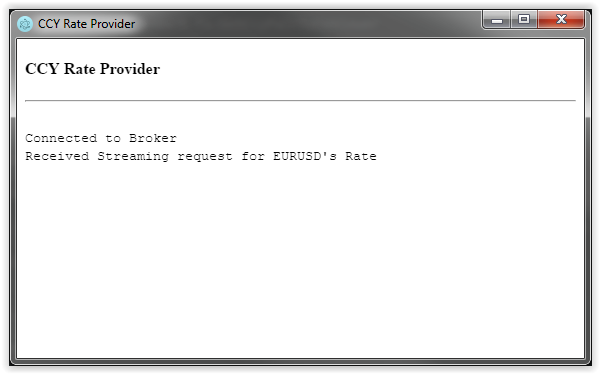 CCY Rate Provider
CCY Rate Provider
Connected to Broker
Received Streaming request for EURUSD's Rate